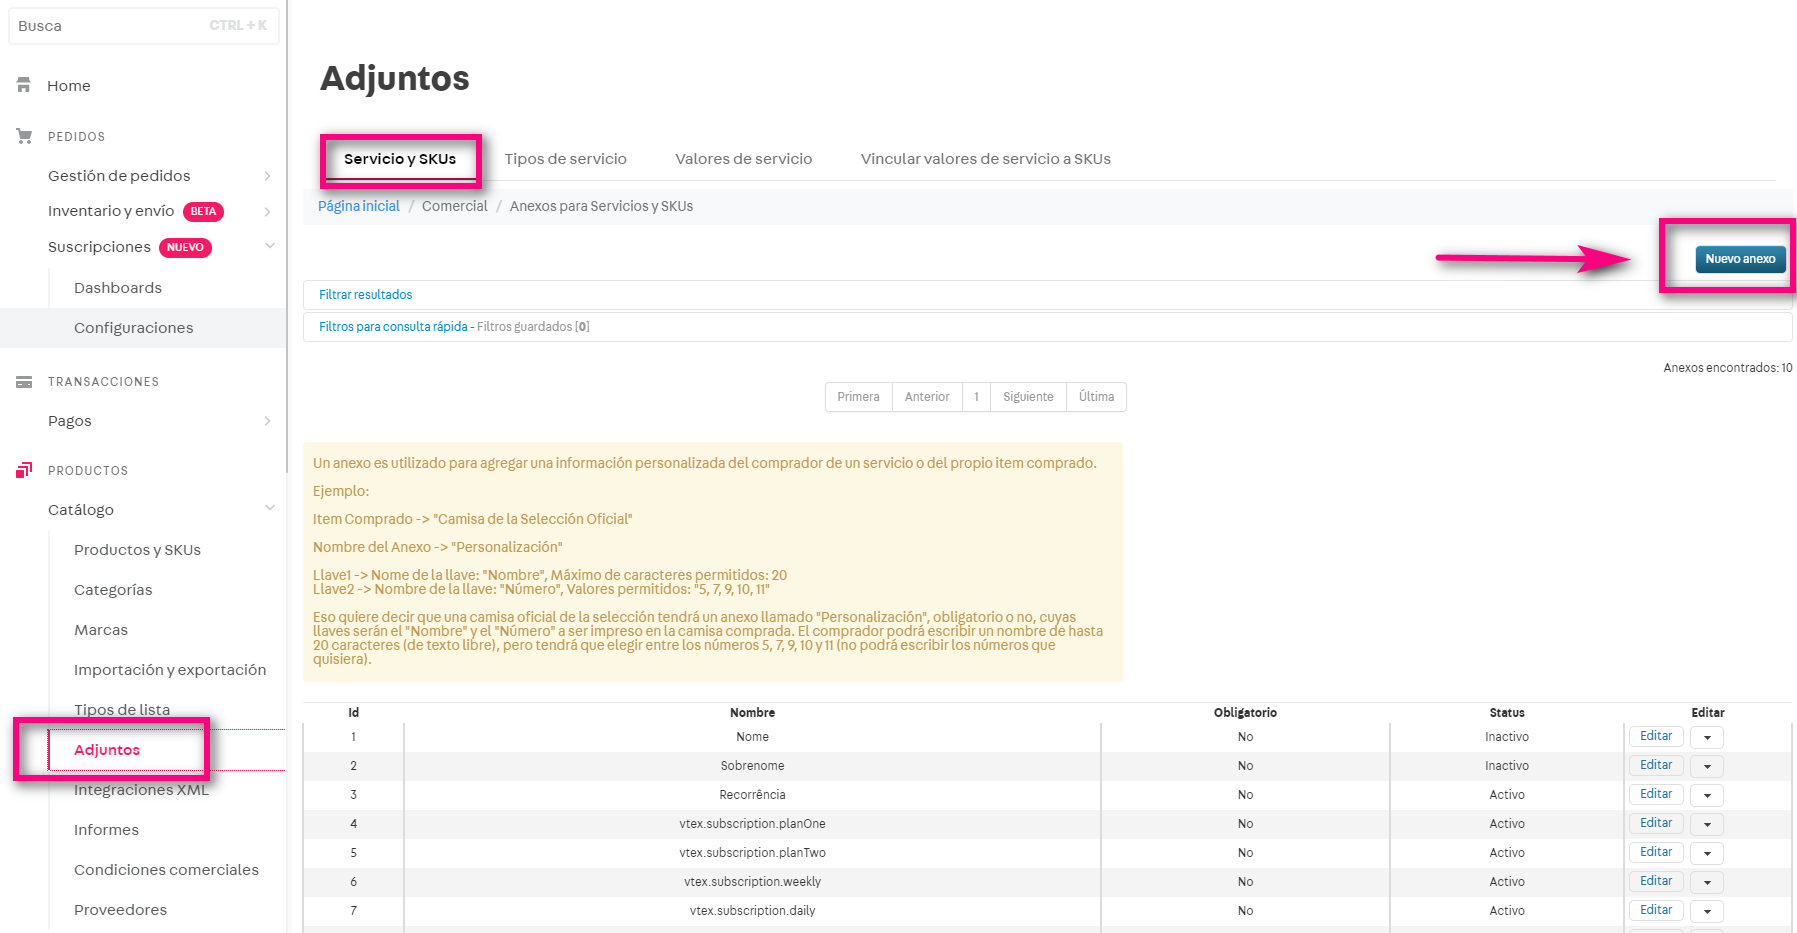 Busca CTRL + K
Home
PEDIDOS
Gestión de pedidos
Inventario y envío BETA
Suscripciones NUEVO
Dashboards
Configuraciones
TRANSACCIONES
Pagos
PRODUCTOS
Catálogo
Productos y SKUs
Categorías
Marcas
Importación y exportación
Tipos de lista
Adjuntos
Integraciones XML
Informes
Condiciones comerciales
Proveedores
Adjuntos
Servicio y SKUs Tipos de servicio Valores de servicio Vincular valores de servicio a SKUs
Página inicial / Comercial / Anexos para Servicios y SKUs
Nuevo anexo
Filtrar resultados
Filtros para consulta rápida - Filtros guardados [0]
Anexos encontrados: 10
Primera Anterior 1 Siguiente Última
Un anexo es utilizado para agregar una información personalizada del comprador de un servicio o del propio item comprado.
Ejemplo:
Item Comprado -> "Camisa de la Selección Oficial"
Nombre del Anexo -> "Personalización"
Llave1 -> Nome de la llave: "Nombre", Máximo de caracteres permitidos: 20
Llave2 -> Nombre de la llave: "Número", Valores permitidos: "5, 7, 9, 10, 11"
Eso quiere decir que una camisa oficial de la selección tendrá un anexo llamado "Personalización", obligatorio o no, cuyas
llaves serán el "Nombre" y el "Número" a ser impreso en la camisa comprada. El comprador podrá escribir un nombre de hasta
20 caracteres (de texto libre), pero tendrá que elegir entre los números 5, 7, 9, 10 y 11 (no podrá escribir los números que
quisiera).
Id Nombre Obligatorio Status Editar
1 Nome No Inactivo Editar
2 Sobrenome No Inactivo Editar
3 Recorrência No Activo Editar
4 vtex.subscription.planOne No Activo Editar
5 vtex.subscription.planTwo No Activo Editar
6 vtex.subscription.weekly No Activo Editar
7 vtex.subscription.daily No Activo Editar